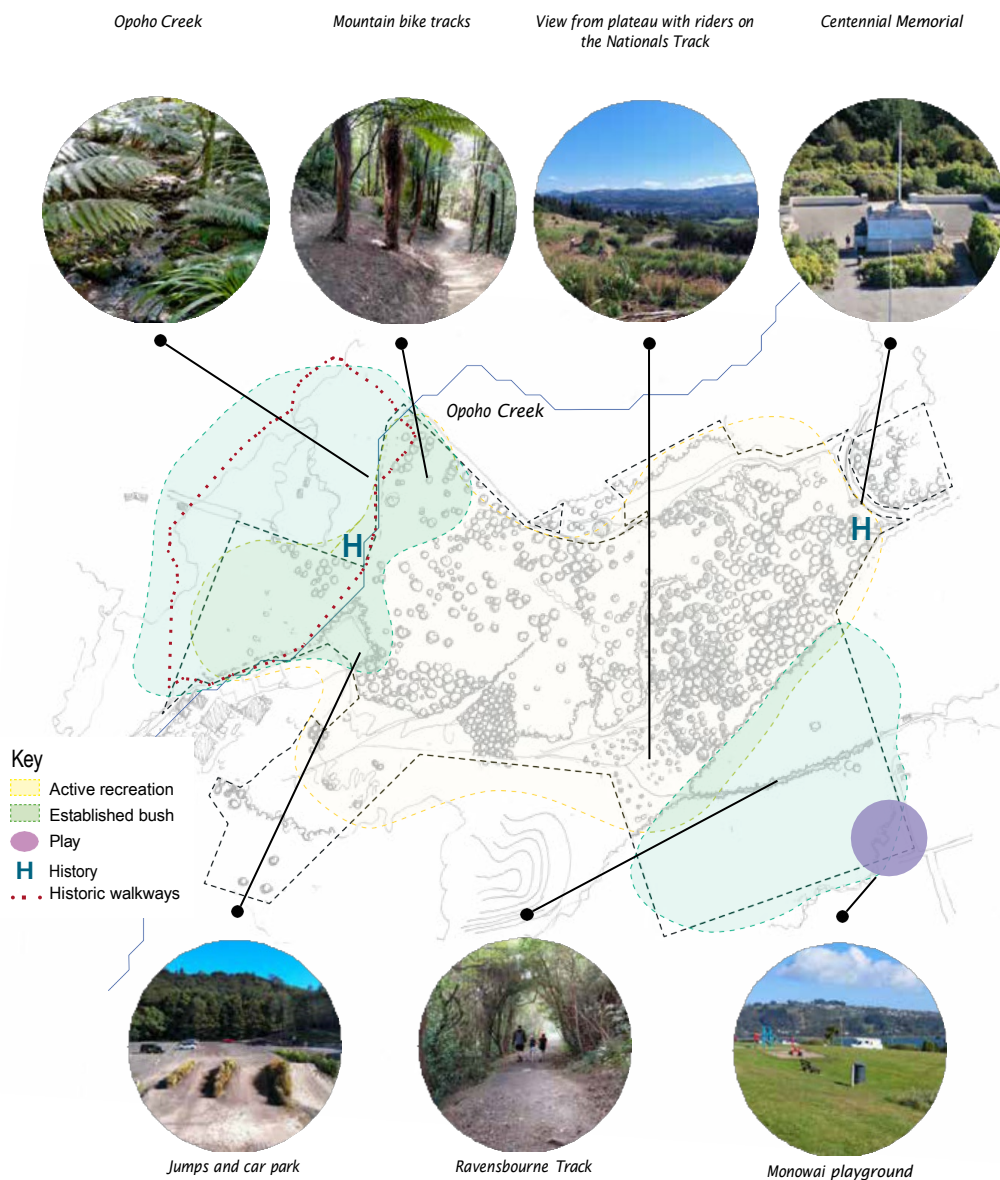 Opoho Creek
Mountain bike tracks
View from plateau with riders on
the Nationals Track
Centennial Memorial
Opoho Creek
H
H
Key
Active recreation
Established bush
Play
H History
Historic walkways
Jumps and car park
Ravensbourne Track
Monowai playground